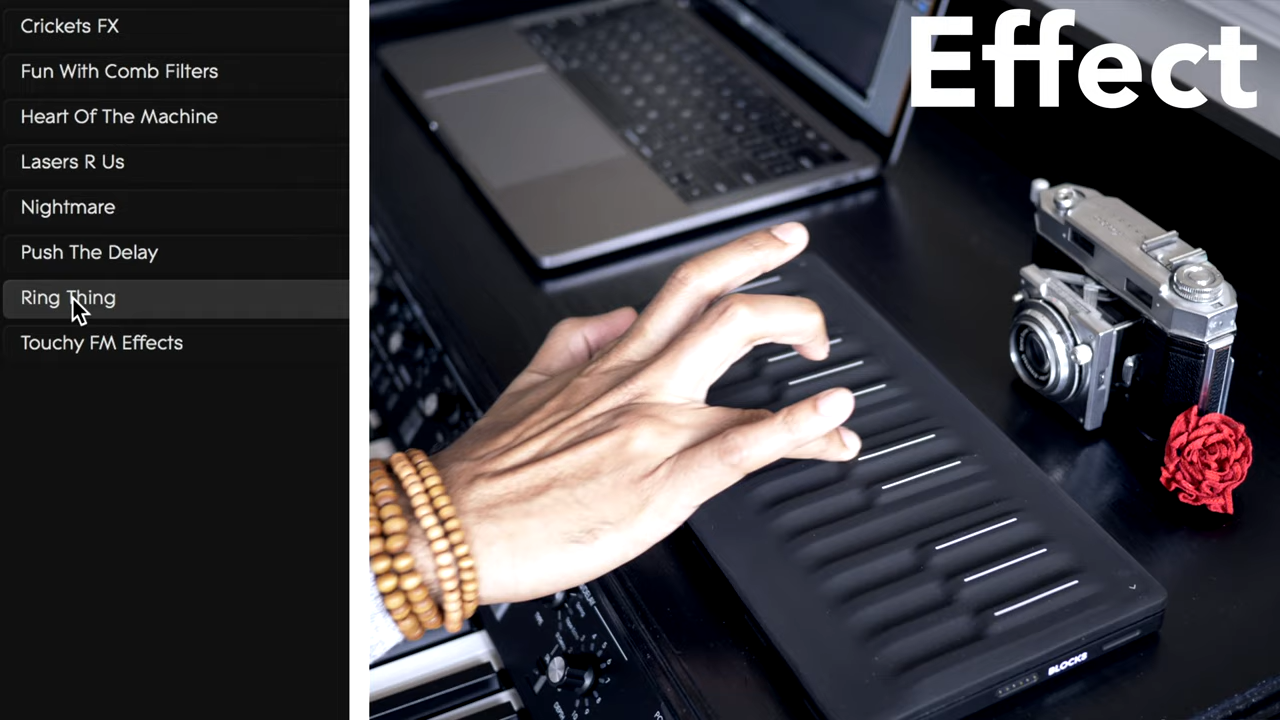 Crickets FX
Fun With Comb Filters
Heart Of The Machine
Lasers R Us
Nightmare
Push The Delay
Ring Thing
Touchy FM Effects
Effect
BLOCKS